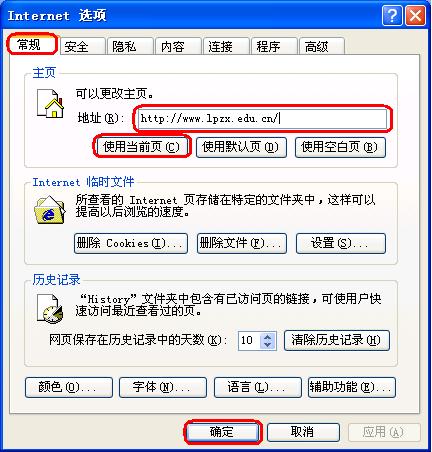 Internet 选项
常规 安全 隐私 内容 连接 程序 高级
主页
可以更改主页。
地址(R): http://www.lpzx.edu.cn/
使用当前页(C) 使用默认页(D) 使用空白页(B)
Internet 临时文件
所查看的 Internet 页存储在特定的文件夹中，这样可以
提高以后浏览的速度。
删除 Cookies(I)... 删除文件(F)... 设置(S)...
历史记录
“History”文件夹中包含有已访问页的链接，可使用户快
速访问最近查看过的页。
网页保存在历史记录中的天数(K): 10 清除历史记录(H)
颜色(O)... 字体(N)... 语言(L)... 辅助功能(E)...
确定 取消 应用(A)